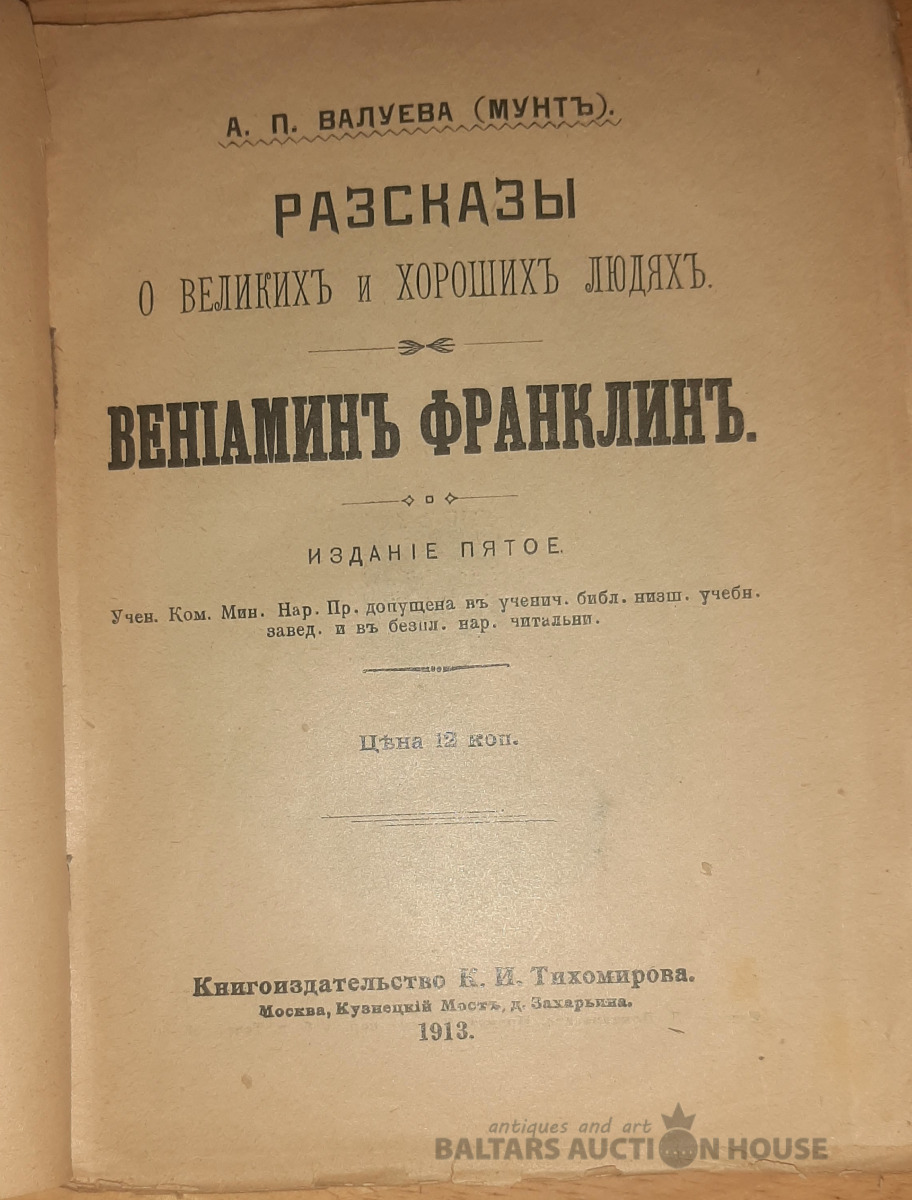 А. П. ВАЛУЕВА (МУНТЪ).
РАЗСКАЗЫ
О ВЕЛИКИХЪ и ХОРОШИХЪ ЛЮДЯХЪ.
ВЕНІАМИНЪ ФРАНКЛИНЪ.
ИЗДАНІЕ ПЯТОЕ.
Учен. Ком. Мин. Нар. Пр. допущена въ ученич. библ. низш. учебн.
завед. и въ безпл. нар. читальни.
Цѣна 12 коп.
Книгоиздательство К. И. Тихомирова.
Москва, Кузнецкій Мостъ, д. Захарьина.
1913.
antiques and art
BALTARS AUCTION HOUSE